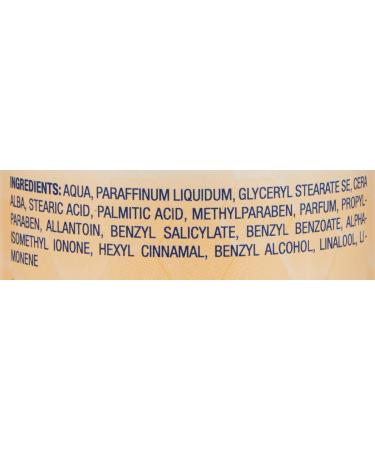 INGREDIENTS: AQUA, PARAFFINUM LIQUIDUM, GLYCERYL STEARATE SE, CERA
ALBA, STEARIC ACID, PALMITIC ACID, METHYLPARABEN, PARFUM, PROPYL-
PARABEN, ALLANTOIN, BENZYL SALICYLATE, BENZYL BENZOATE, ALPHA-
ISOMETHYL IONONE, HEXYL CINNAMAL, BENZYL ALCOHOL, LINALOOL, LI-
MONENE